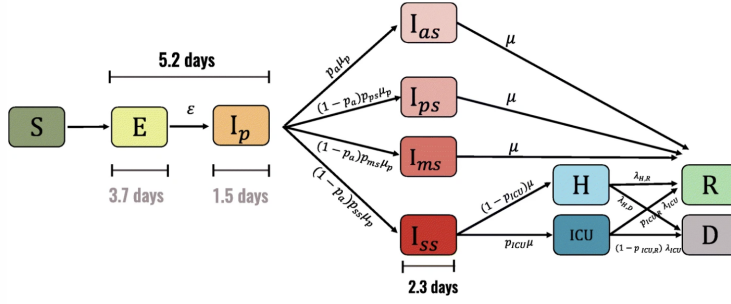 I_as
p_a μ_p
μ
5.2 days
ε
(1 − p_a)p_ps μ_p
I_ps
μ
S
E
I_p
(1 − p_a)p_ms μ_p
I_ms
μ
3.7 days
1.5 days
(1 − p_a)p_ss μ_p
(1 − p_ICU)μ
H
λ_H,R
λ_H,D
R
I_ss
p_ICU μ
ICU
p_ICU,R λ_ICU
(1 − p_ICU,R) λ_ICU
D
2.3 days